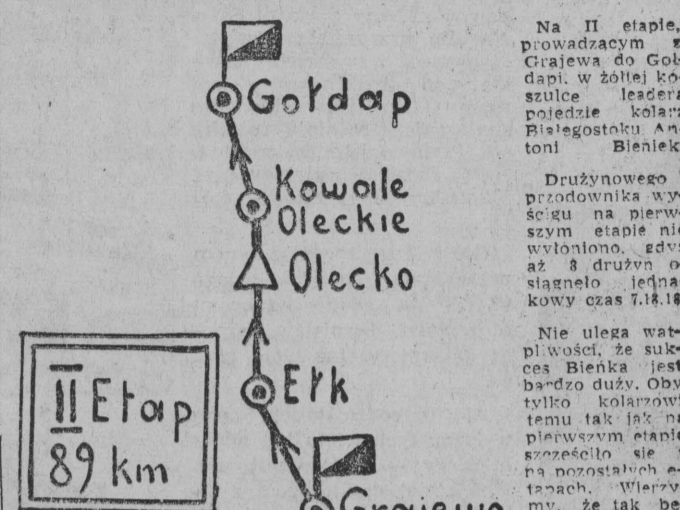 Gołdap
Kowale
Oleckie
Olecko
Ełk
II Etap
89 km
Grajewo
Na II etapie,
prowadzącym z
Grajewa do Goł-
dapi, w żółtej ko-
szulce leadera
pojedzie kolarz
Białegostoku An-
toni Bieniek
Drużynowego
przodownika wy-
ścigu na pierw-
szym etapie nie
wyłoniono, gdyż
aż 8 drużyn o-
siągnęło jedna-
kowy czas 7.18.18
Nie ulega wąt-
pliwości, że suk-
ces Bieńka jest
bardzo duży. Oby
tylko kolarzowi
temu tak jak na
pierwszym etapie
szczęściło się
na pozostałych e-
tapach. Wierzy-
my, że tak bę